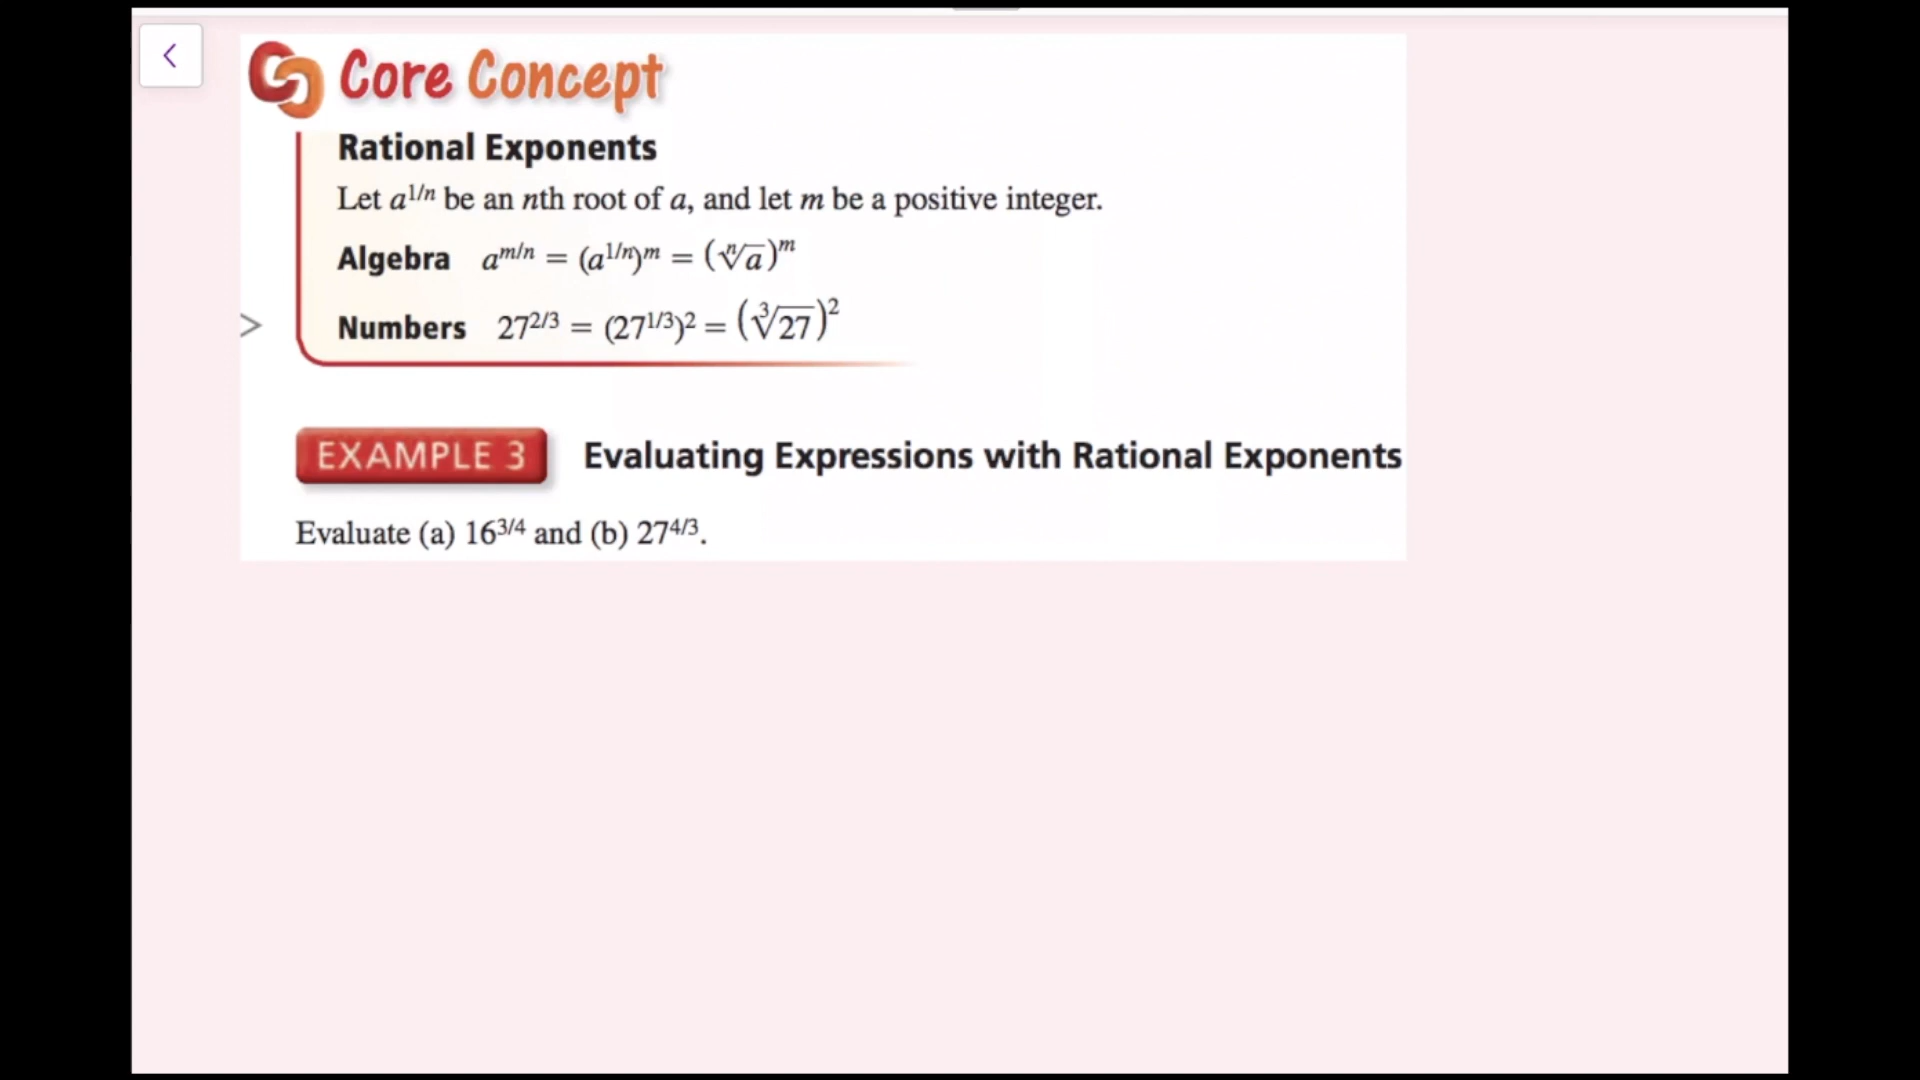 Core Concept
Rational Exponents
Let a^{1/n} be an nth root of a, and let m be a positive integer.
Algebra a^{m/n} = (a^{1/n})^m = (ⁿ√a)^m
Numbers 27^{2/3} = (27^{1/3})^2 = (³√27)^2
EXAMPLE 3 Evaluating Expressions with Rational Exponents
Evaluate (a) 16^{3/4} and (b) 27^{4/3}.